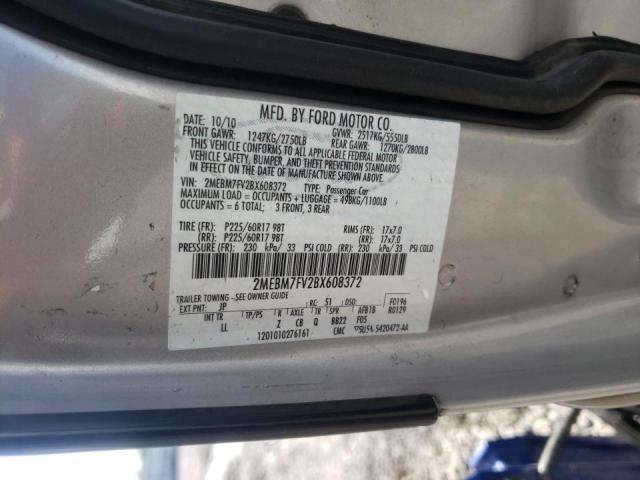 MFD. BY FORD MOTOR CO.
DATE: 10/10 GVWR: 2517KG/5550LB
FRONT GAWR: 1247KG/2750LB REAR GAWR: 1270KG/2800LB
THIS VEHICLE CONFORMS TO ALL APPLICABLE FEDERAL MOTOR
VEHICLE SAFETY, BUMPER, AND THEFT PREVENTION STANDARDS
IN EFFECT ON THE DATE OF MANUFACTURE SHOWN ABOVE.
VIN: 2MEBM7FV2BX608372 TYPE: Passenger Car
MAXIMUM LOAD = OCCUPANTS + LUGGAGE = 498KG/1100LB
OCCUPANTS = 6 TOTAL; 3 FRONT, 3 REAR
TIRE (FR): P225/60R17 98T RIMS (FR): 17x7.0
(RR): P225/60R17 98T (RR): 17x7.0
PRESSURE (FR): 230 kPa/ 33 PSI COLD (RR): 230 kPa/ 33 PSI COLD
2MEBM7FV2BX608372
TRAILER TOWING -SEE OWNER GUIDE
EXT PNT: JP RC: 51 DSO: F0196
INT TR TP/PS R AXLE TR SPR AFB1B R0129
LL Z CB Q BB22 F05
1201010276161 CMC 5U5A-5420472-AA